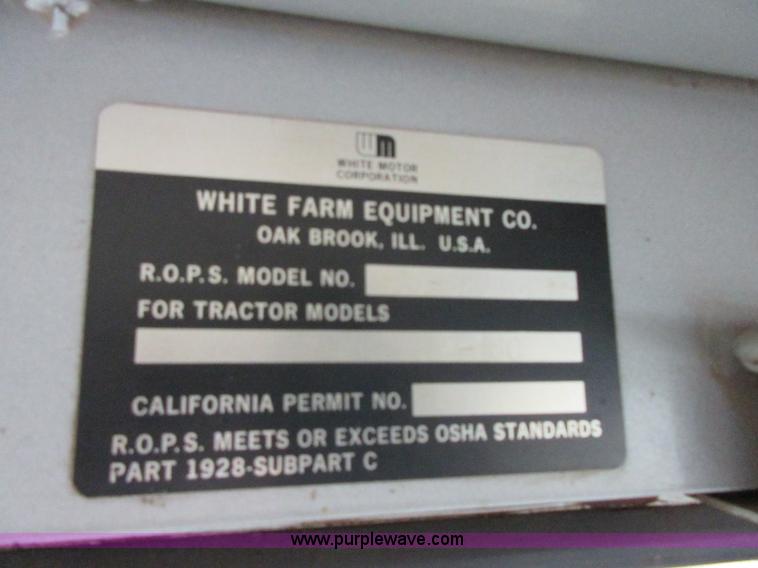 WM
WHITE MOTOR
CORPORATION
WHITE FARM EQUIPMENT CO.
OAK BROOK, ILL. U.S.A.
R.O.P.S. MODEL NO.
FOR TRACTOR MODELS
CALIFORNIA PERMIT NO.
R.O.P.S. MEETS OR EXCEEDS OSHA STANDARDS
PART 1928-SUBPART C
www.purplewave.com